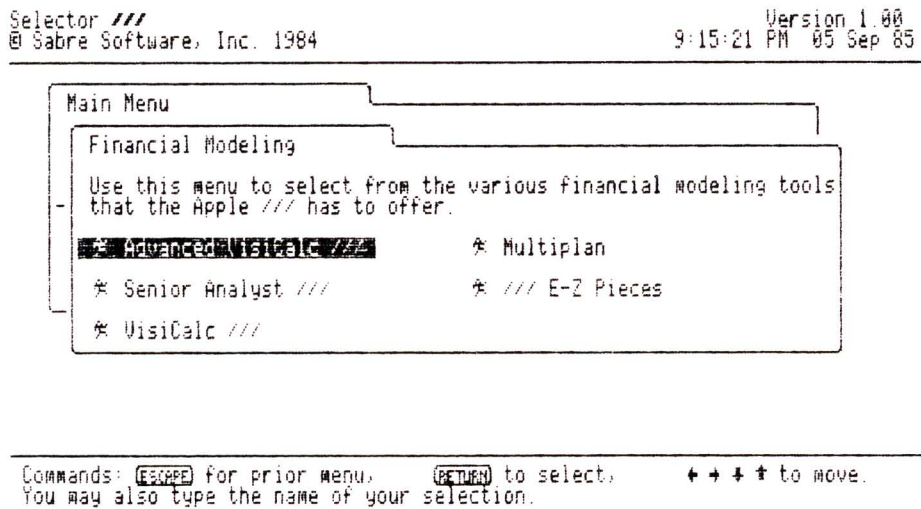 Selector ///
© Sabre Software, Inc. 1984
Version 1.00
9:15:21 PM 05 Sep 85
Main Menu
Financial Modeling
Use this menu to select from the various financial modeling tools
that the Apple /// has to offer.
Advanced VisiCalc ///
Multiplan
Senior Analyst ///
/// E-Z Pieces
VisiCalc ///
Commands: ESCAPE for prior menu, RETURN to select, ← → ↓ ↑ to move.
You may also type the name of your selection.